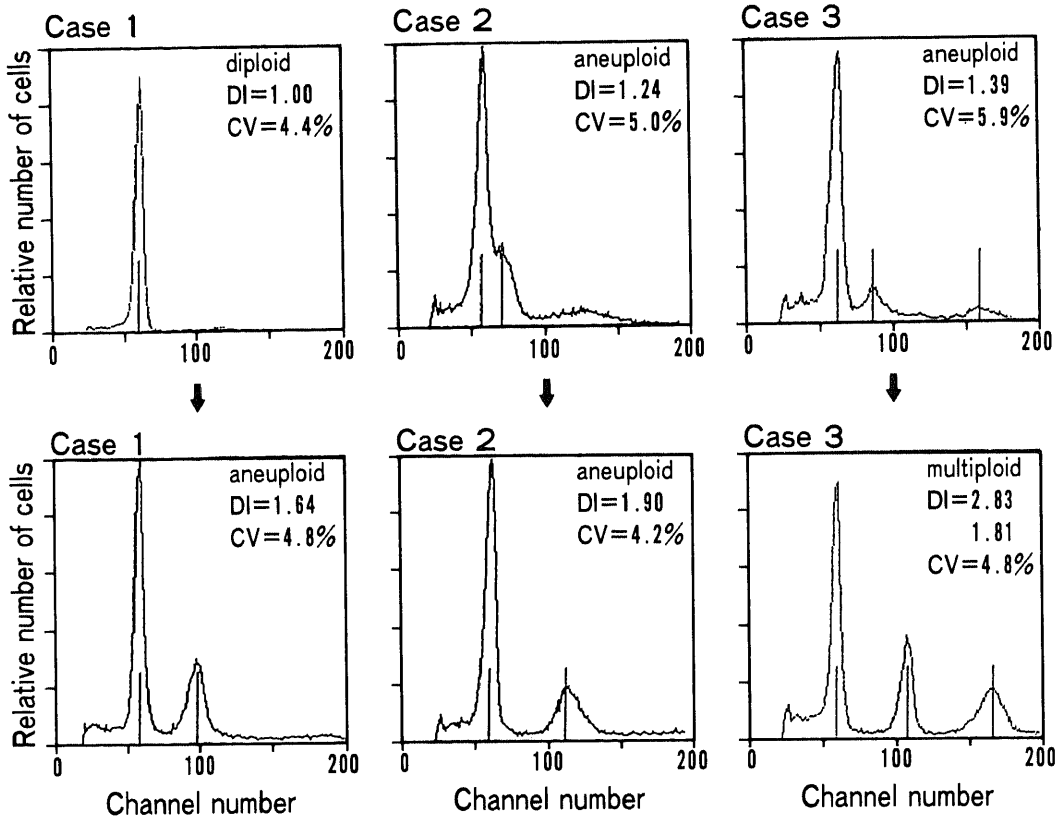 Case 1
diploid
DI=1.00
CV=4.4%
Relative number of cells
0 100 200
Case 2
aneuploid
DI=1.24
CV=5.0%
0 100 200
Case 3
aneuploid
DI=1.39
CV=5.9%
0 100 200
Case 1
aneuploid
DI=1.64
CV=4.8%
Relative number of cells
0 100 200
Channel number
Case 2
aneuploid
DI=1.90
CV=4.2%
0 100 200
Channel number
Case 3
multiploid
DI=2.83
1.81
CV=4.8%
0 100 200
Channel number